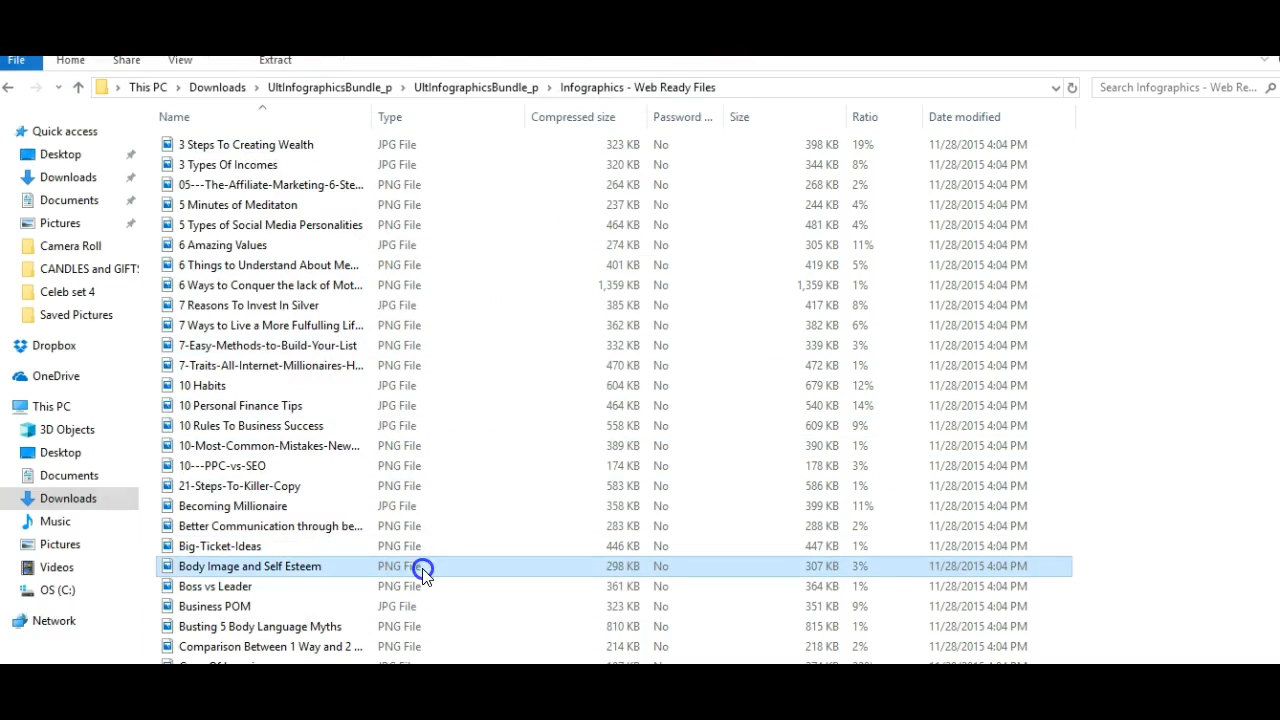 File Home Share View Extract
This PC > Downloads > UltInfographicsBundle_p > UltInfographicsBundle_p > Infographics - Web Ready Files Search Infographics - Web Re...
Name Type Compressed size Password ... Size Ratio Date modified
Quick access
Desktop
Downloads
Documents
Pictures
Camera Roll
CANDLES and GIFTS
Celeb set 4
Saved Pictures
Dropbox
OneDrive
This PC
3D Objects
Desktop
Documents
Downloads
Music
Pictures
Videos
OS (C:)
Network
3 Steps To Creating Wealth JPG File 323 KB No 398 KB 19% 11/28/2015 4:04 PM
3 Types Of Incomes JPG File 320 KB No 344 KB 8% 11/28/2015 4:04 PM
05---The-Affiliate-Marketing-6-Ste... PNG File 264 KB No 268 KB 2% 11/28/2015 4:04 PM
5 Minutes of Meditaton PNG File 237 KB No 244 KB 4% 11/28/2015 4:04 PM
5 Types of Social Media Personalities PNG File 464 KB No 481 KB 4% 11/28/2015 4:04 PM
6 Amazing Values JPG File 274 KB No 305 KB 11% 11/28/2015 4:04 PM
6 Things to Understand About Me... PNG File 401 KB No 419 KB 5% 11/28/2015 4:04 PM
6 Ways to Conquer the lack of Mot... PNG File 1,359 KB No 1,359 KB 1% 11/28/2015 4:04 PM
7 Reasons To Invest In Silver JPG File 385 KB No 417 KB 8% 11/28/2015 4:04 PM
7 Ways to Live a More Fulfulling Lif... PNG File 362 KB No 382 KB 6% 11/28/2015 4:04 PM
7-Easy-Methods-to-Build-Your-List PNG File 332 KB No 339 KB 3% 11/28/2015 4:04 PM
7-Traits-All-Internet-Millionaires-H... PNG File 470 KB No 472 KB 1% 11/28/2015 4:04 PM
10 Habits JPG File 604 KB No 679 KB 12% 11/28/2015 4:04 PM
10 Personal Finance Tips JPG File 464 KB No 540 KB 14% 11/28/2015 4:04 PM
10 Rules To Business Success JPG File 558 KB No 609 KB 9% 11/28/2015 4:04 PM
10-Most-Common-Mistakes-New... PNG File 389 KB No 390 KB 1% 11/28/2015 4:04 PM
10---PPC-vs-SEO PNG File 174 KB No 178 KB 3% 11/28/2015 4:04 PM
21-Steps-To-Killer-Copy PNG File 583 KB No 586 KB 1% 11/28/2015 4:04 PM
Becoming Millionaire JPG File 358 KB No 399 KB 11% 11/28/2015 4:04 PM
Better Communication through be... PNG File 283 KB No 288 KB 2% 11/28/2015 4:04 PM
Big-Ticket-Ideas PNG File 446 KB No 447 KB 1% 11/28/2015 4:04 PM
Body Image and Self Esteem PNG File 298 KB No 307 KB 3% 11/28/2015 4:04 PM
Boss vs Leader PNG File 361 KB No 364 KB 1% 11/28/2015 4:04 PM
Business POM JPG File 323 KB No 351 KB 9% 11/28/2015 4:04 PM
Busting 5 Body Language Myths PNG File 810 KB No 815 KB 1% 11/28/2015 4:04 PM
Comparison Between 1 Way and 2 ... PNG File 214 KB No 218 KB 2% 11/28/2015 4:04 PM